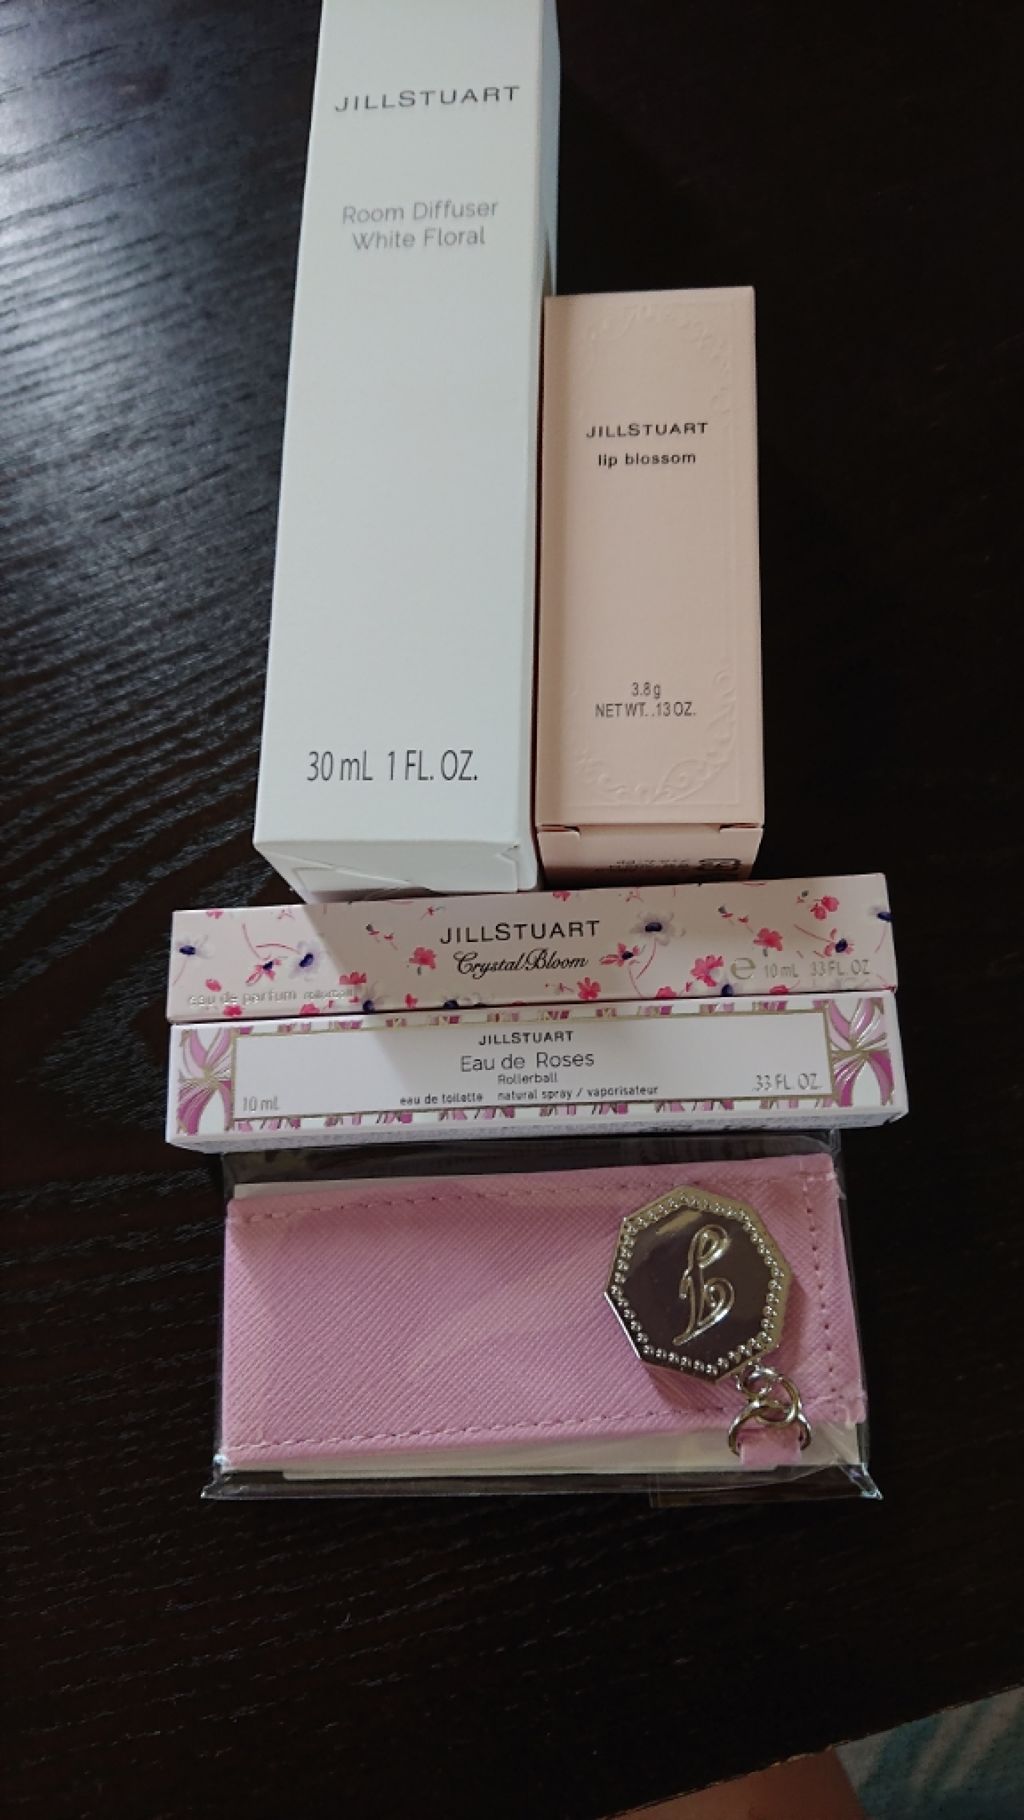 JILLSTUART
Room Diffuser
White Floral
30 mL 1 FL. OZ.
JILLSTUART
lip blossom
3.8 g
NET WT. .13 OZ.
JILLSTUART
Crystal Bloom
eau de parfum rollerball
℮ 10 mL .33 FL. OZ.
JILLSTUART
Eau de Roses
Rollerball
eau de toilette natural spray / vaporisateur
10 mL
.33 FL. OZ.